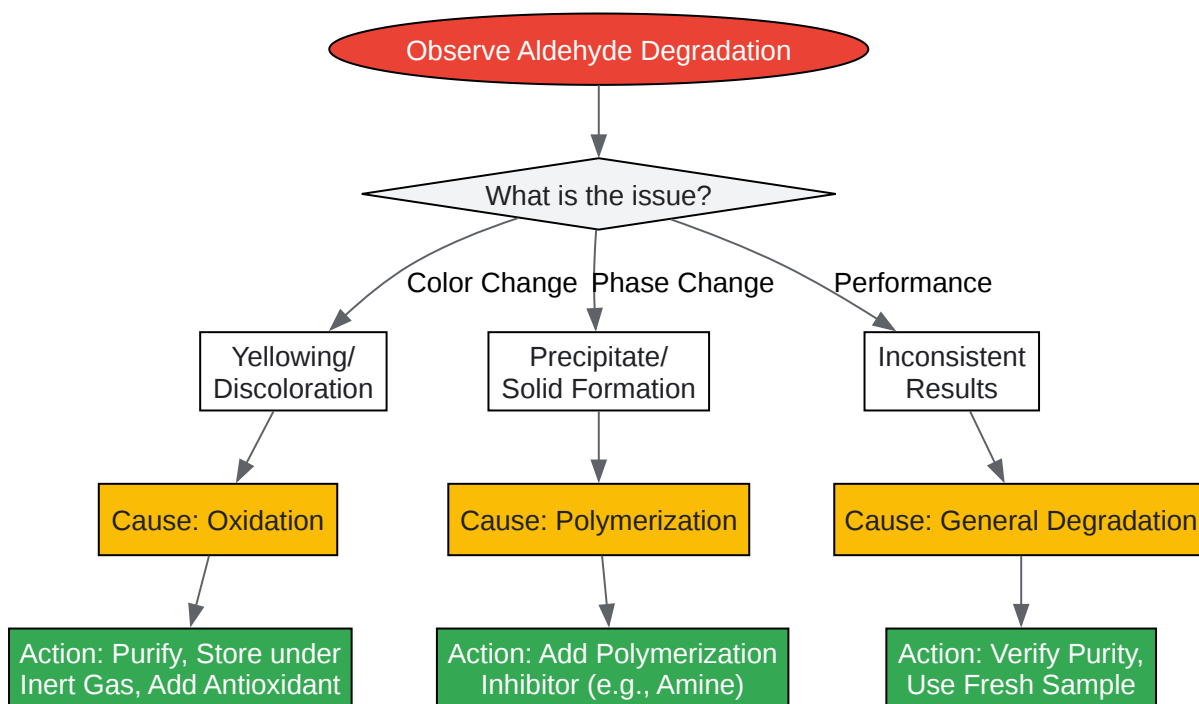 Observe Aldehyde Degradation
What is the issue?
Color Change
Phase Change
Performance
Yellowing/
Discoloration
Precipitate/
Solid Formation
Inconsistent
Results
Cause: Oxidation
Cause: Polymerization
Cause: General Degradation
Action: Purify, Store under
Inert Gas, Add Antioxidant
Action: Add Polymerization
Inhibitor (e.g., Amine)
Action: Verify Purity,
Use Fresh Sample